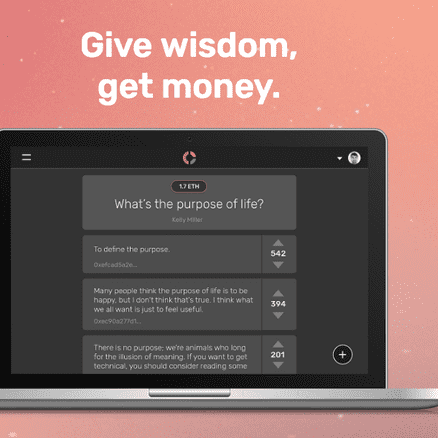 Give wisdom,
get money.
1.7 ETH
What's the purpose of life?
Kelly Miller
To define the purpose.
542
0xefcad5a2e...
Many people think the purpose of life is to be
happy, but I don't think that's true. I think what
we all want is just to feel useful.
394
0xec90a277d1...
There is no purpose; we're animals who long
for the illusion of meaning. If you want to get
technical, you should consider reading some
201